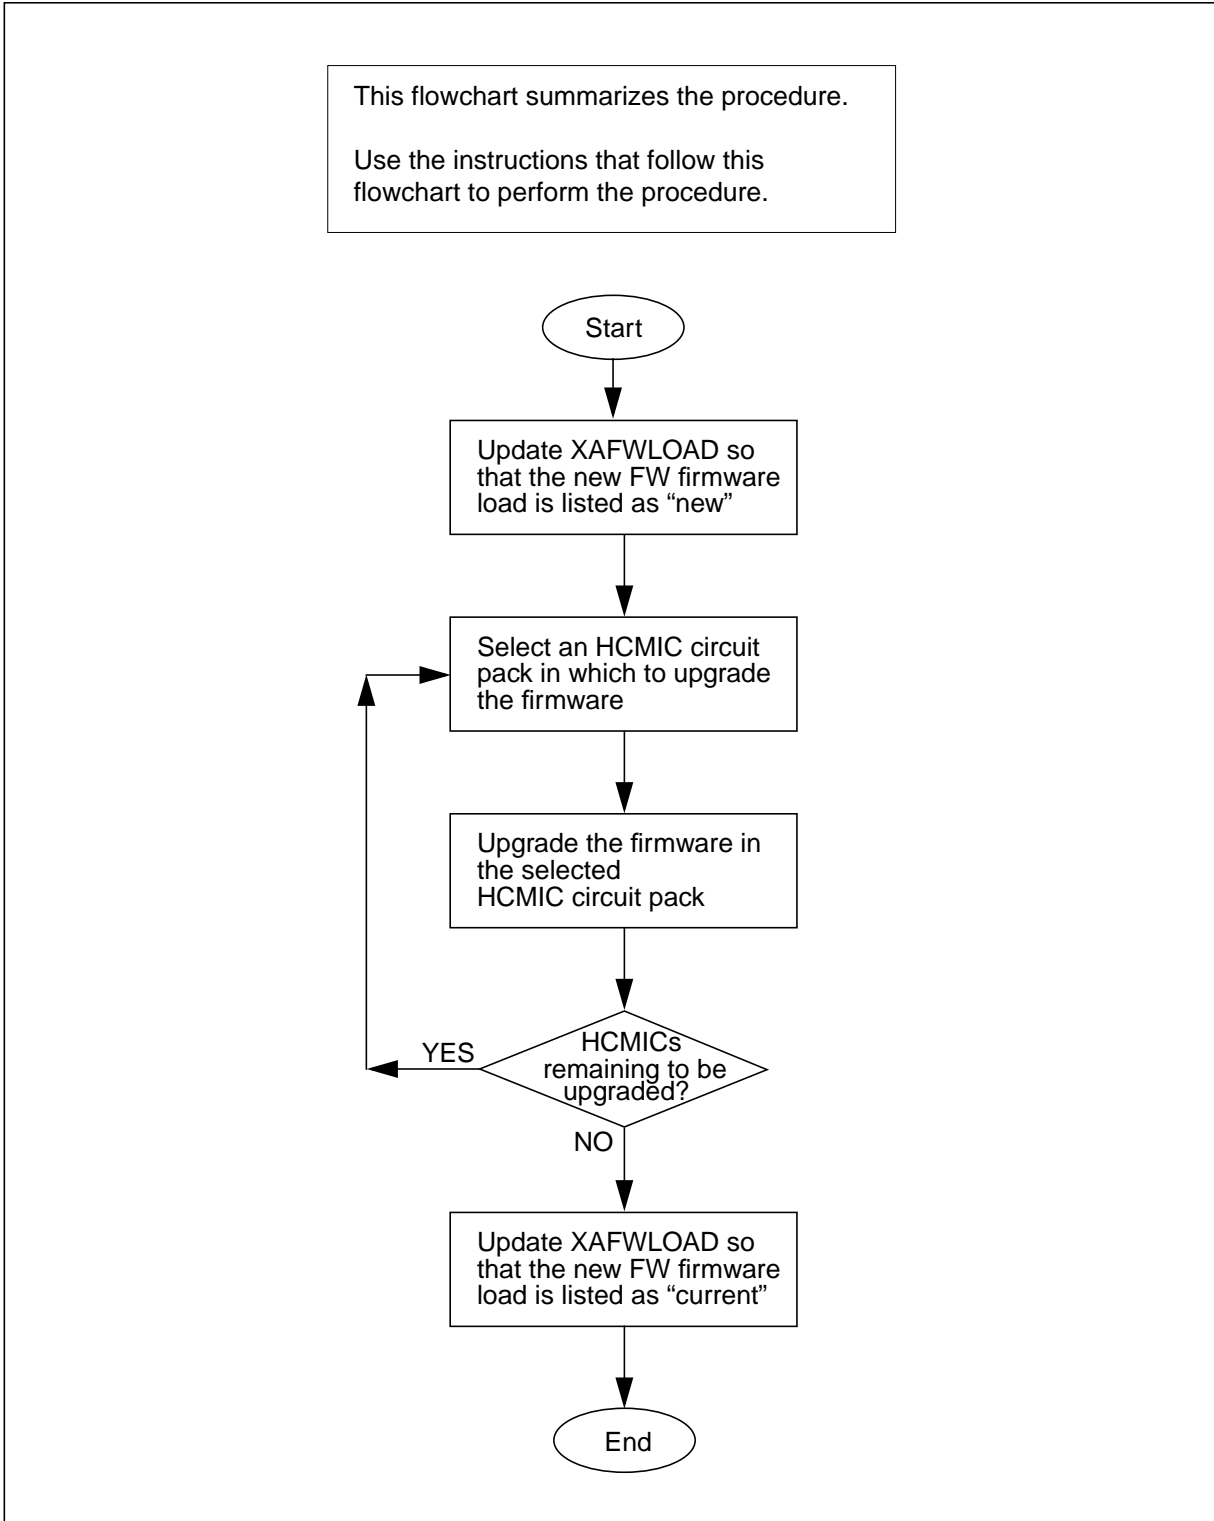 This flowchart summarizes the procedure.
Use the instructions that follow this
flowchart to perform the procedure.
Start
Update XAFWLOAD so
that the new FW firmware
load is listed as “new”
Select an HCMIC circuit
pack in which to upgrade
the firmware
Upgrade the firmware in
the selected
HCMIC circuit pack
HCMICs
remaining to be
upgraded?
YES
NO
Update XAFWLOAD so
that the new FW firmware
load is listed as “current”
End